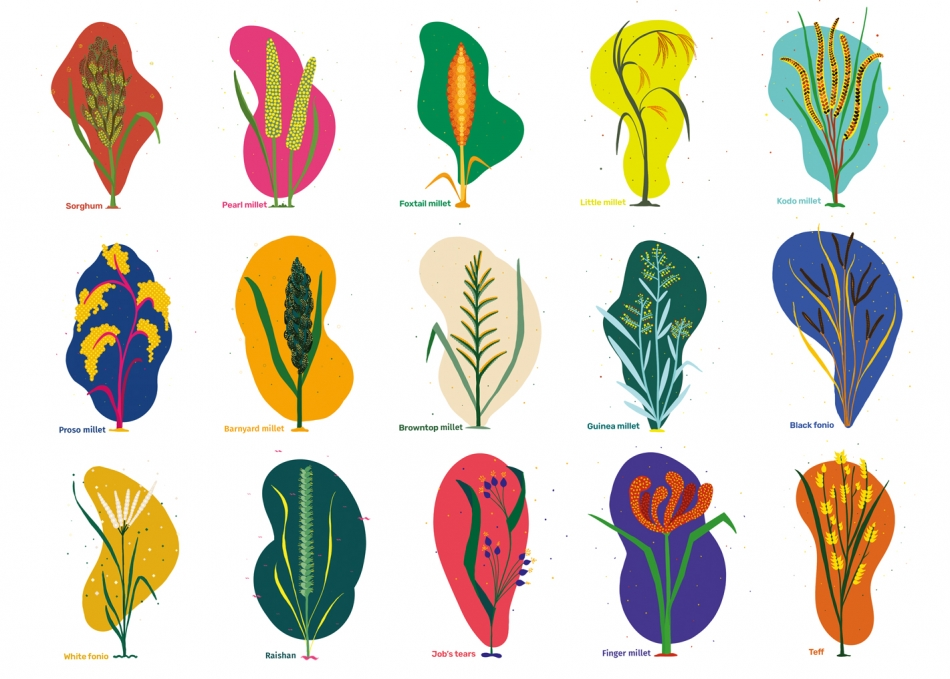 Sorghum
Pearl millet
Foxtail millet
Little millet
Kodo millet
Proso millet
Barnyard millet
Browntop millet
Guinea millet
Black fonio
White fonio
Raishan
Job's tears
Finger millet
Teff